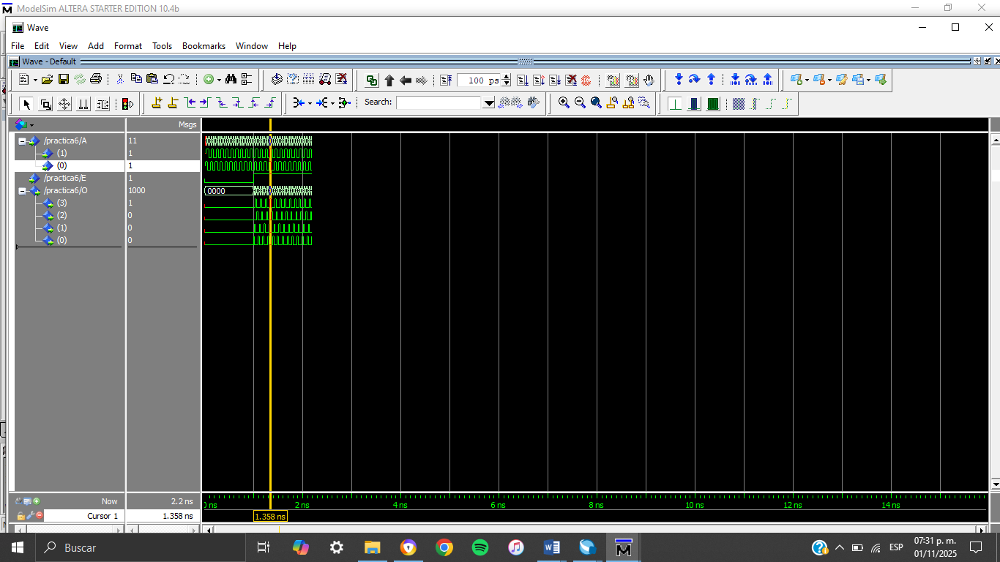 ModelSim ALTERA STARTER EDITION 10.4b
Wave
File Edit View Add Format Tools Bookmarks Window Help
Wave - Default
100 ps
Search:
Msgs
/practica6/A 11
(1) 1
(0) 1
/practica6/E 1
/practica6/O 1000 0000
(3) 1
(2) 0
(1) 0
(0) 0
Now 2.2 ns 2 ns 4 ns 6 ns 8 ns 10 ns 12 ns 14 ns
Cursor 1 1.358 ns 1.358 ns
Buscar ESP 07:31 p. m.
01/11/2025